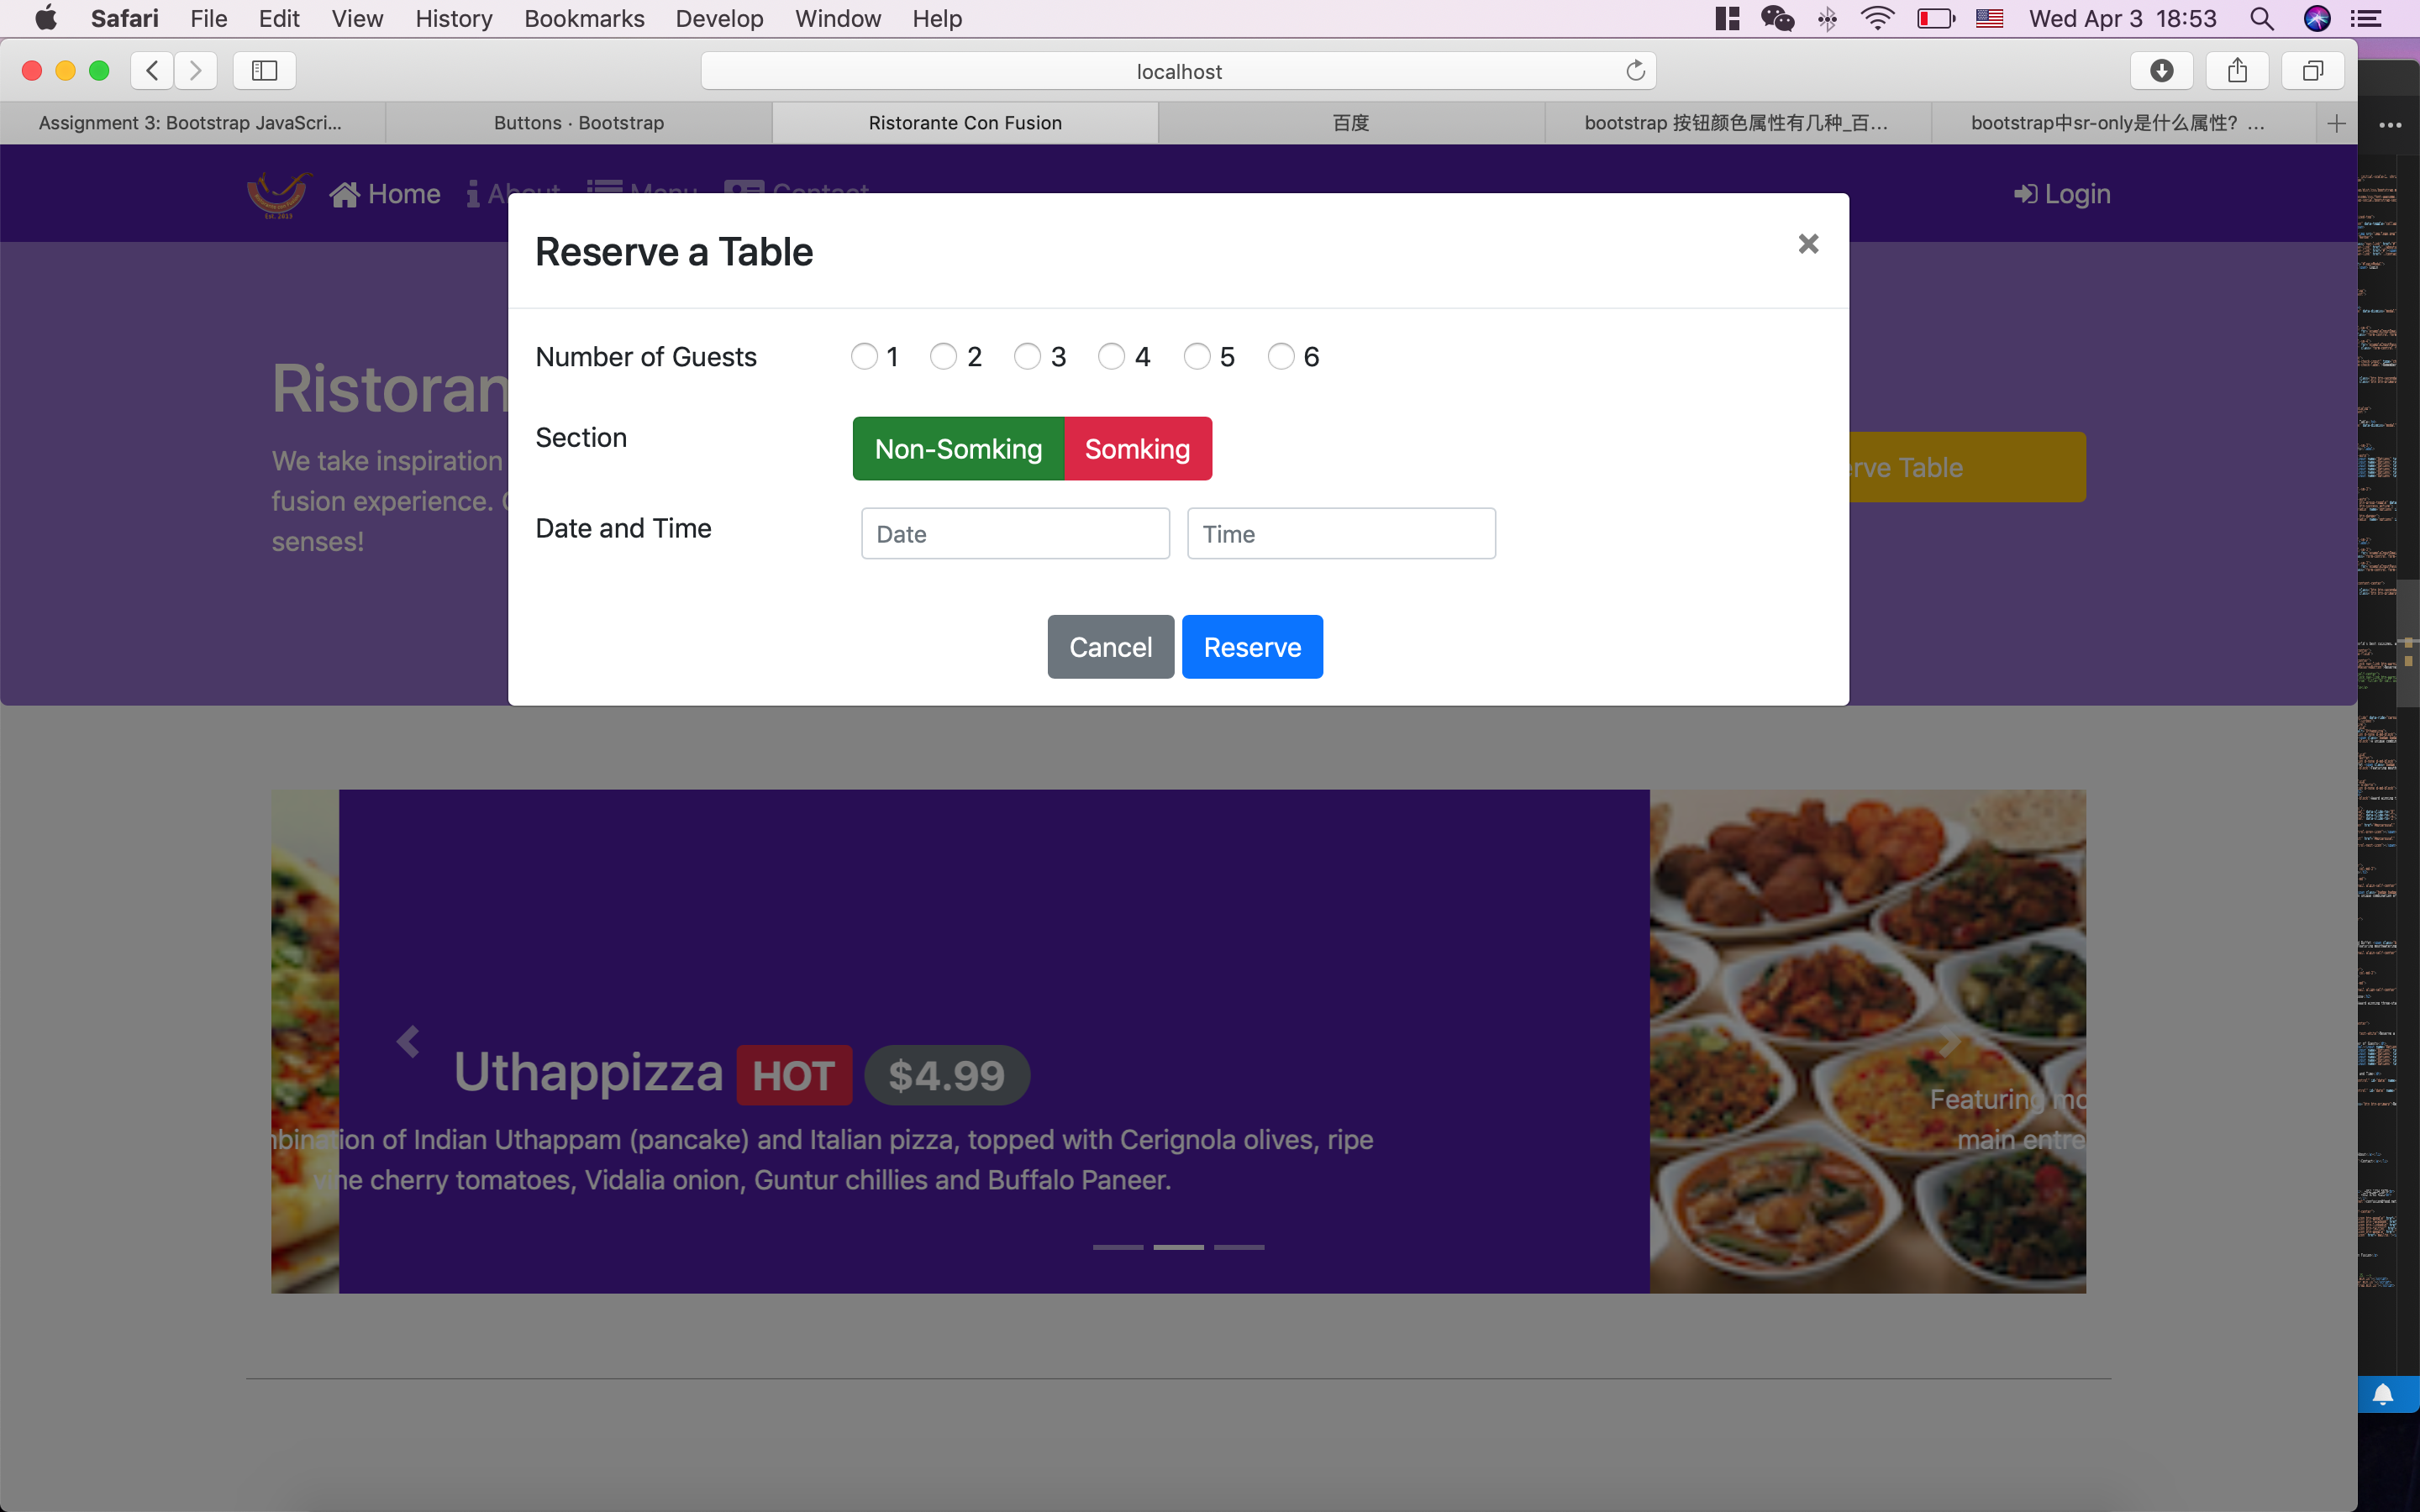 Safari File Edit View History Bookmarks Develop Window Help Wed Apr 3 18:53
localhost
Assignment 3: Bootstrap JavaScri... Buttons · Bootstrap Ristorante Con Fusion 百度 bootstrap 按钮颜色属性有几种_百... bootstrap中sr-only是什么属性? ...
Home About Menu Contact Login
Reserve a Table ×
Number of Guests 1 2 3 4 5 6
Section Non-Somking Somking
Date and Time Date Time
Cancel Reserve
Ristoran
We take inspiration
fusion experience.
senses!
erve Table
Uthappizza HOT $4.99
nbination of Indian Uthappam (pancake) and Italian pizza, topped with Cerignola olives, ripe
vine cherry tomatoes, Vidalia onion, Guntur chillies and Buffalo Paneer.
Featuring mo
main entre